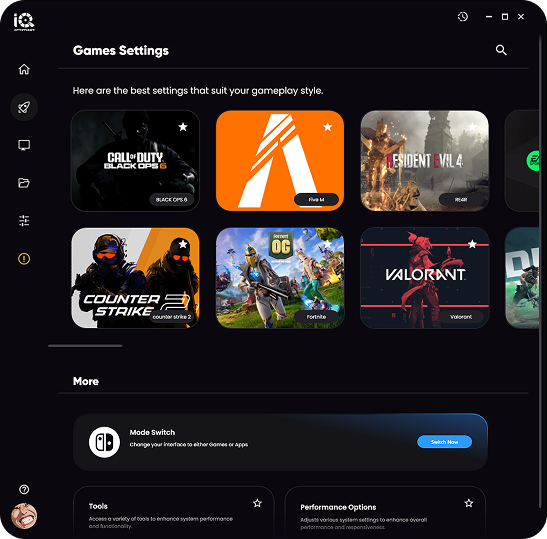 iQ
Games Settings
Here are the best settings that suit your gameplay style.
CALL OF DUTY
BLACK OPS 6
BLACK OPS 6
Five M
RESIDENT EVIL 4
RE4R
COUNTER
STRIKE 2
counter strike 2
FORTNITE
OG
Fortnite
VALORANT
Valorant
More
Mode Switch
Change your interface to either Games or Apps
Switch Now
Tools
Access a variety of tools to enhance system performance
and functionality.
Performance Options
Adjusts various system settings to enhance overall
performance and responsiveness.